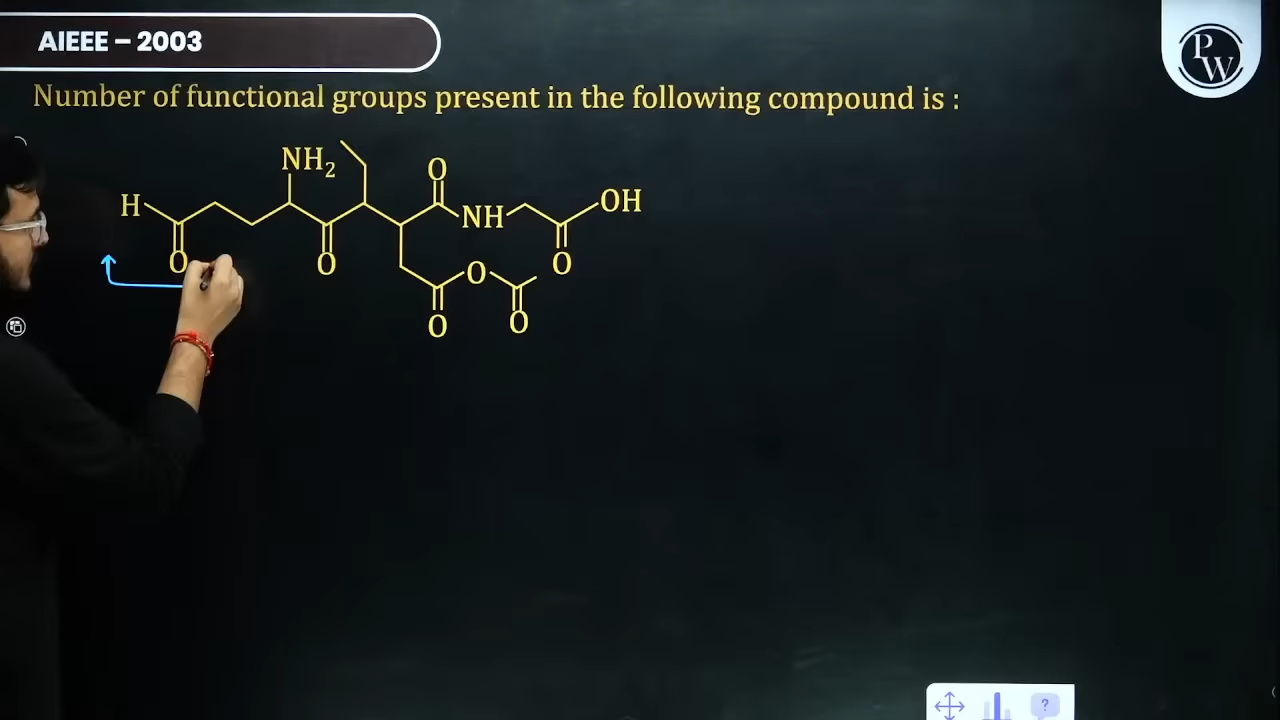 AIEEE – 2003
PW
Number of functional groups present in the following compound is :
NH₂
O
H
NH
OH
O
O
O
O
O
O
?